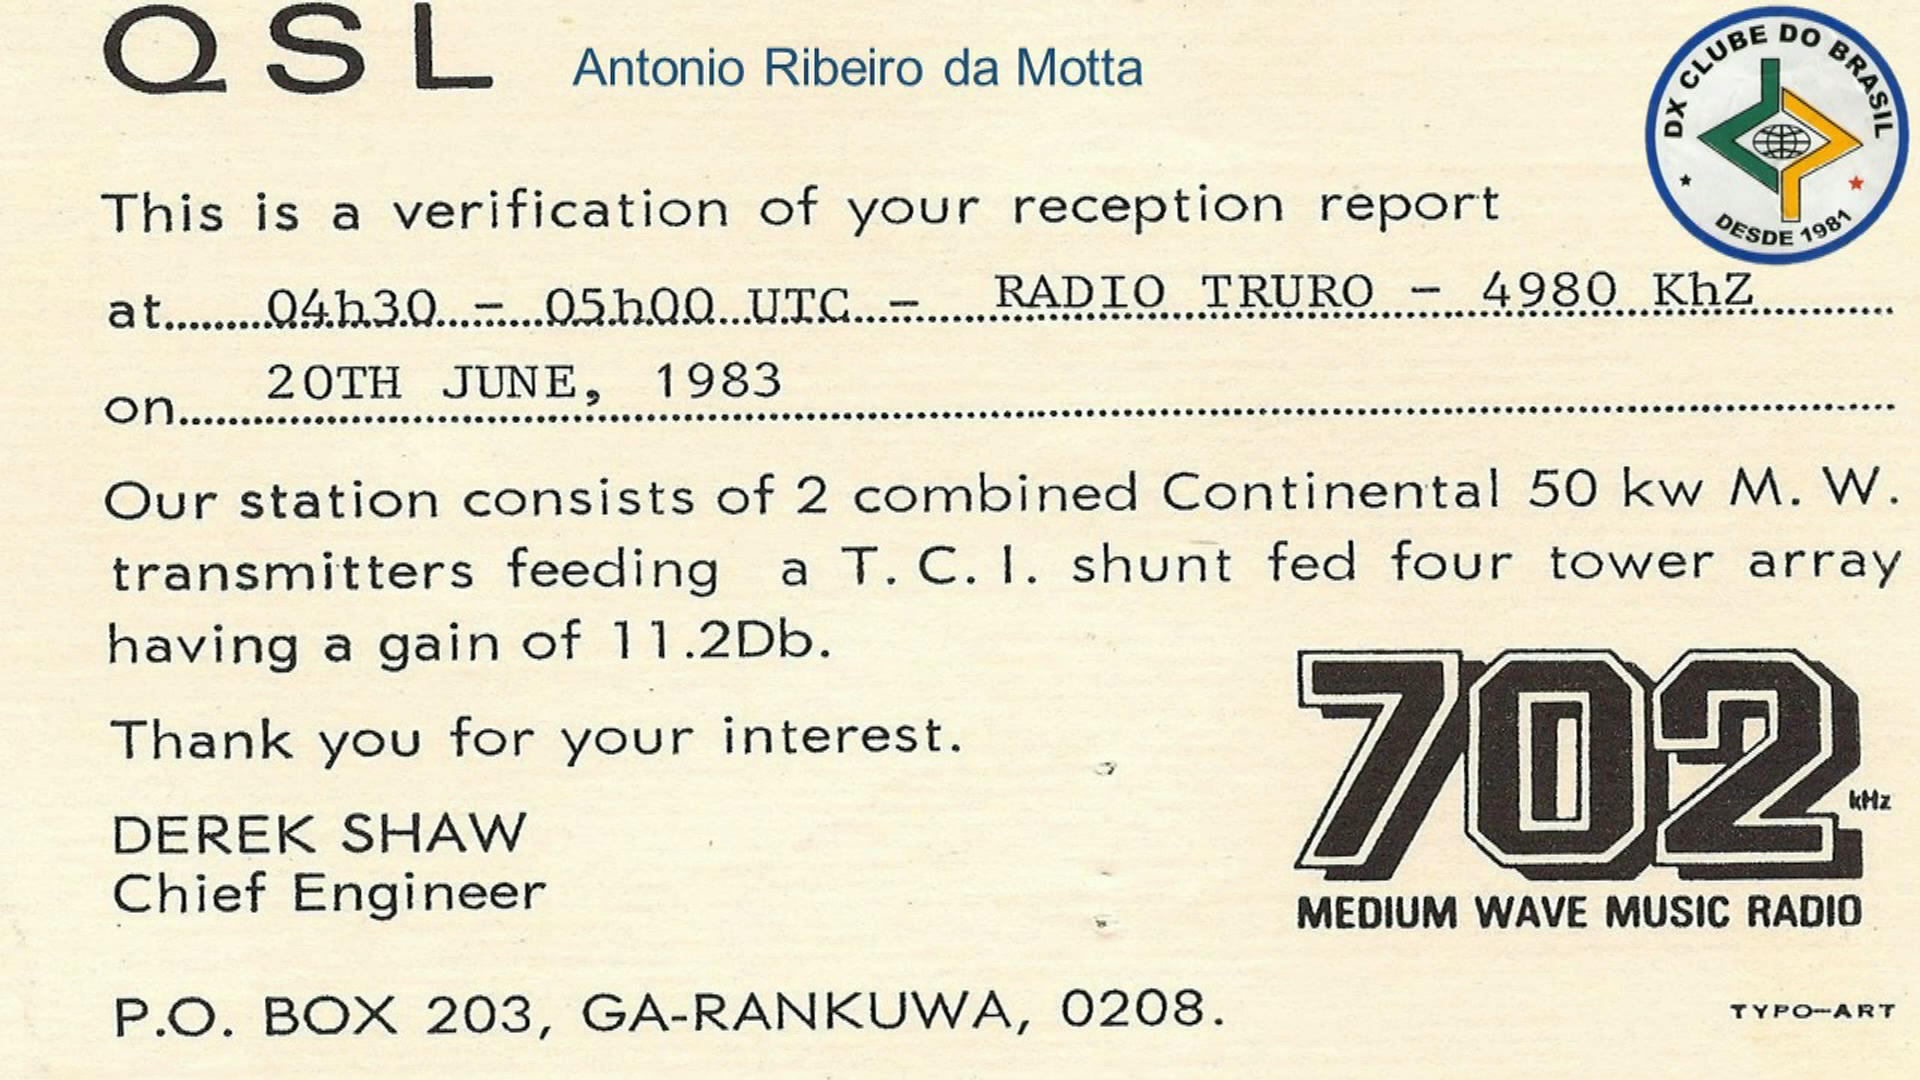 QSL
Antonio Ribeiro da Motta
DX CLUBE DO BRASIL
DESDE 1981
This is a verification of your reception report
at........04h30 - 05h00 UTC - RADIO TRURO - 4980 KhZ........
on........20TH JUNE, 1983........
Our station consists of 2 combined Continental 50 kw M. W.
transmitters feeding a T. C. I. shunt fed four tower array
having a gain of 11.2Db.
Thank you for your interest.
DEREK SHAW
Chief Engineer
702
kHz
MEDIUM WAVE MUSIC RADIO
P.O. BOX 203, GA-RANKUWA, 0208.
TYPO-ART